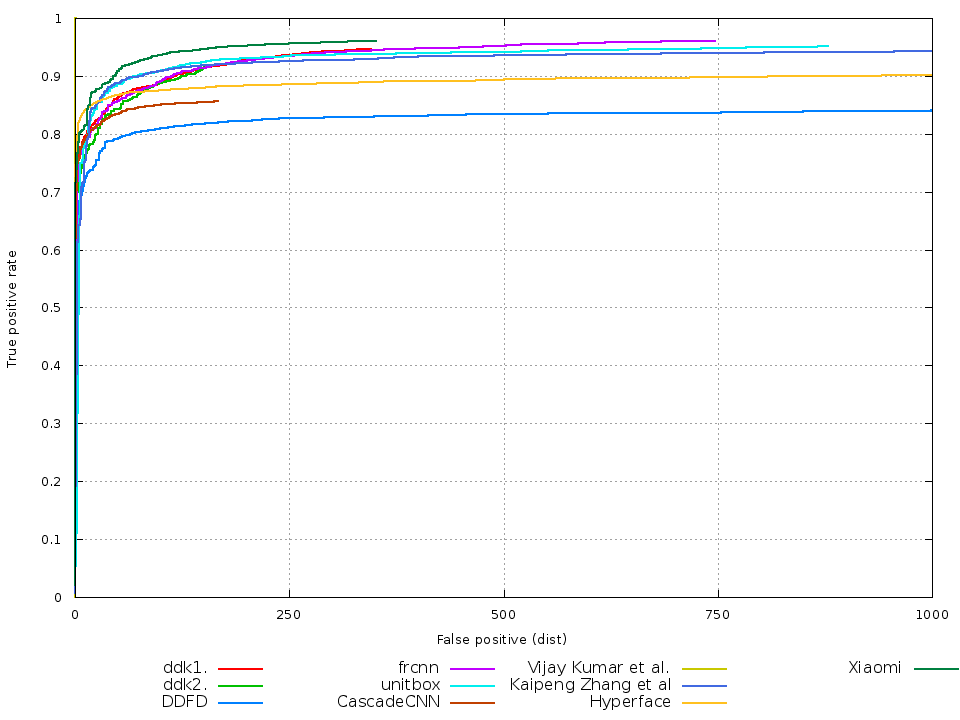 1
0.9
0.8
0.7
0.6
0.5
0.4
0.3
0.2
0.1
0
True positive rate
0 250 500 750 1000
False positive (dist)
ddk1. frcnn Vijay Kumar et al. Xiaomi
ddk2. unitbox Kaipeng Zhang et al
DDFD CascadeCNN Hyperface